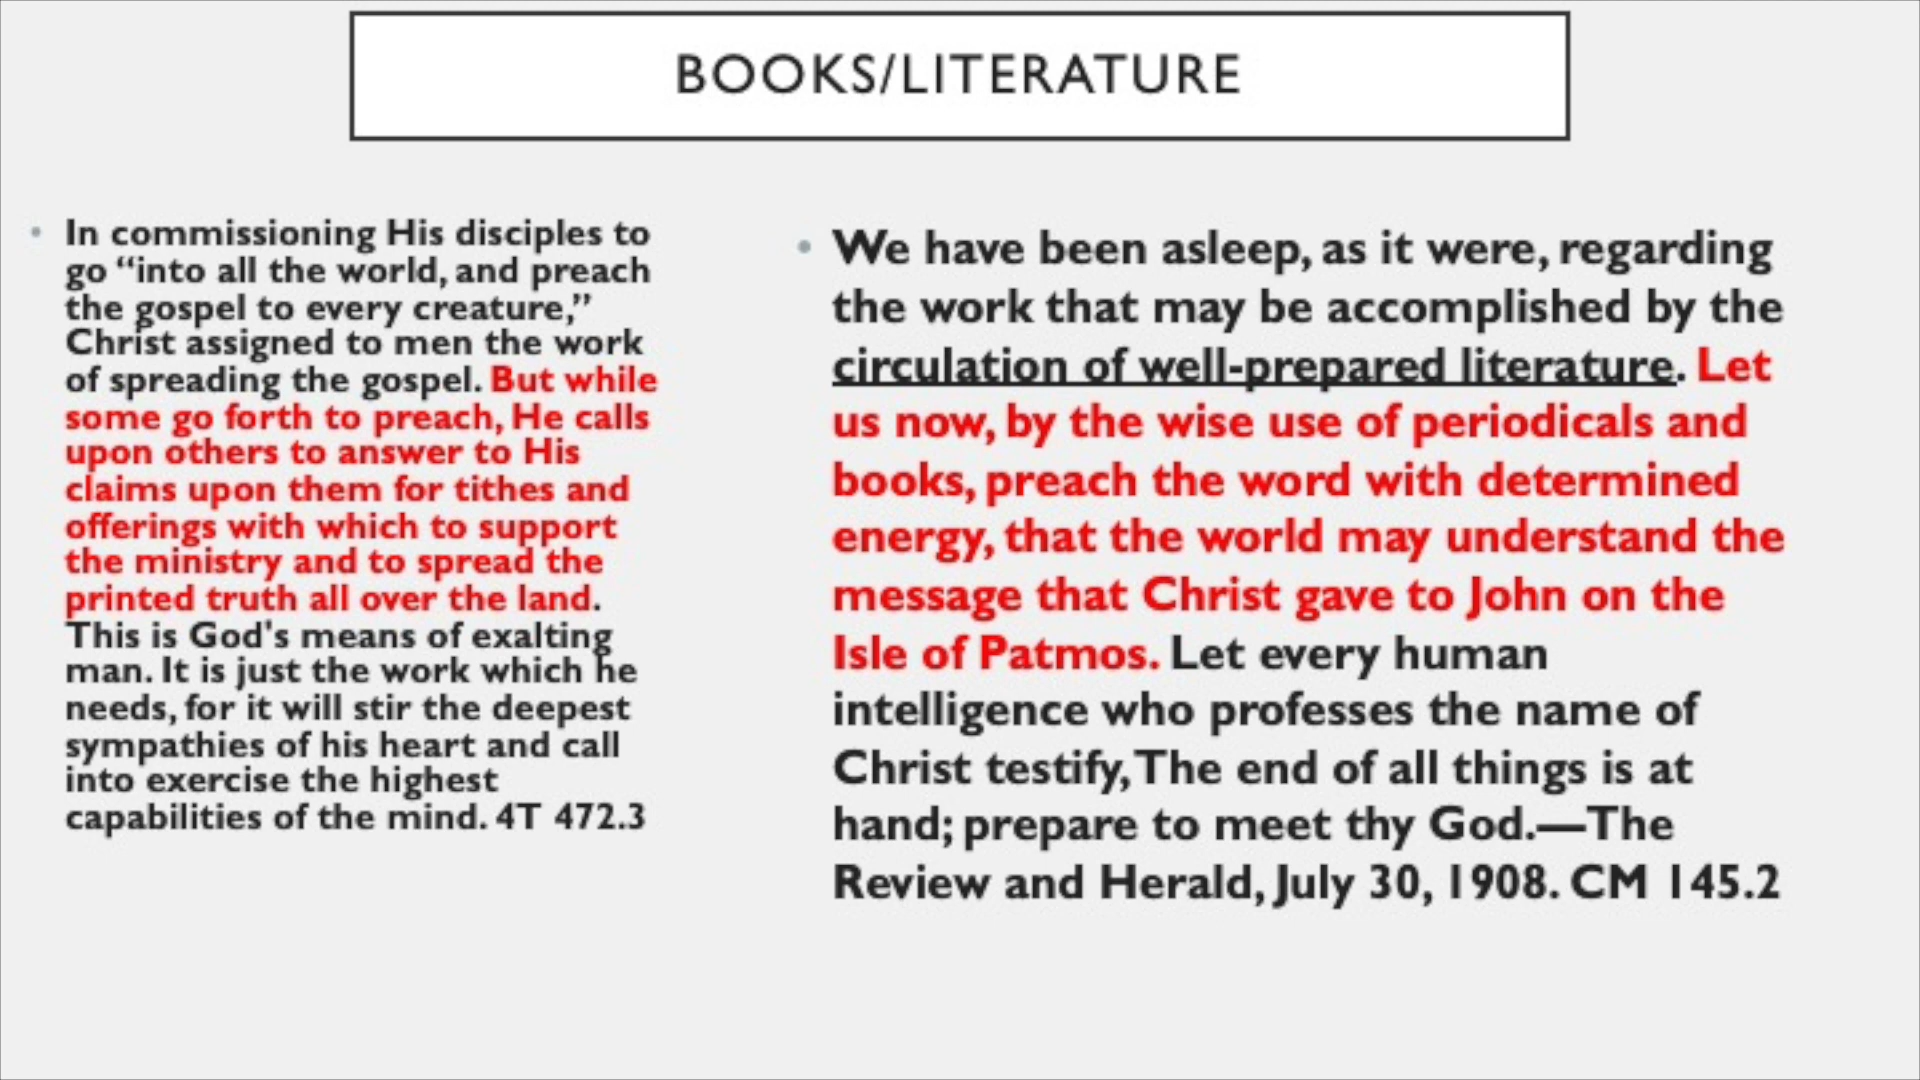 BOOKS/LITERATURE
• In commissioning His disciples to
go “into all the world, and preach
the gospel to every creature,”
Christ assigned to men the work
of spreading the gospel. But while
some go forth to preach, He calls
upon others to answer to His
claims upon them for tithes and
offerings with which to support
the ministry and to spread the
printed truth all over the land.
This is God's means of exalting
man. It is just the work which he
needs, for it will stir the deepest
sympathies of his heart and call
into exercise the highest
capabilities of the mind. 4T 472.3
• We have been asleep, as it were, regarding
the work that may be accomplished by the
circulation of well-prepared literature. Let
us now, by the wise use of periodicals and
books, preach the word with determined
energy, that the world may understand the
message that Christ gave to John on the
Isle of Patmos. Let every human
intelligence who professes the name of
Christ testify, The end of all things is at
hand; prepare to meet thy God.—The
Review and Herald, July 30, 1908. CM 145.2